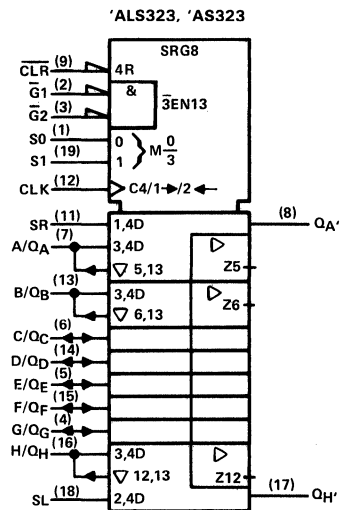 'ALS323, 'AS323
SRG8
CLR (9) 4R
G1 (2) &
3EN13
G2 (3)
S0 (1) 0
M 0/3
S1 (19) 1
CLK (12) C4/1→/2←
SR (11) 1,4D (8) QA'
A/QA (7) 3,4D ▷
▽ 5,13 Z5
B/QB (13) 3,4D ▷
▽ 6,13 Z6
C/QC (6)
D/QD (14)
E/QE (5)
F/QF (15)
G/QG (4)
H/QH (16) 3,4D ▷
▽ 12,13 Z12
SL (18) 2,4D (17) QH'